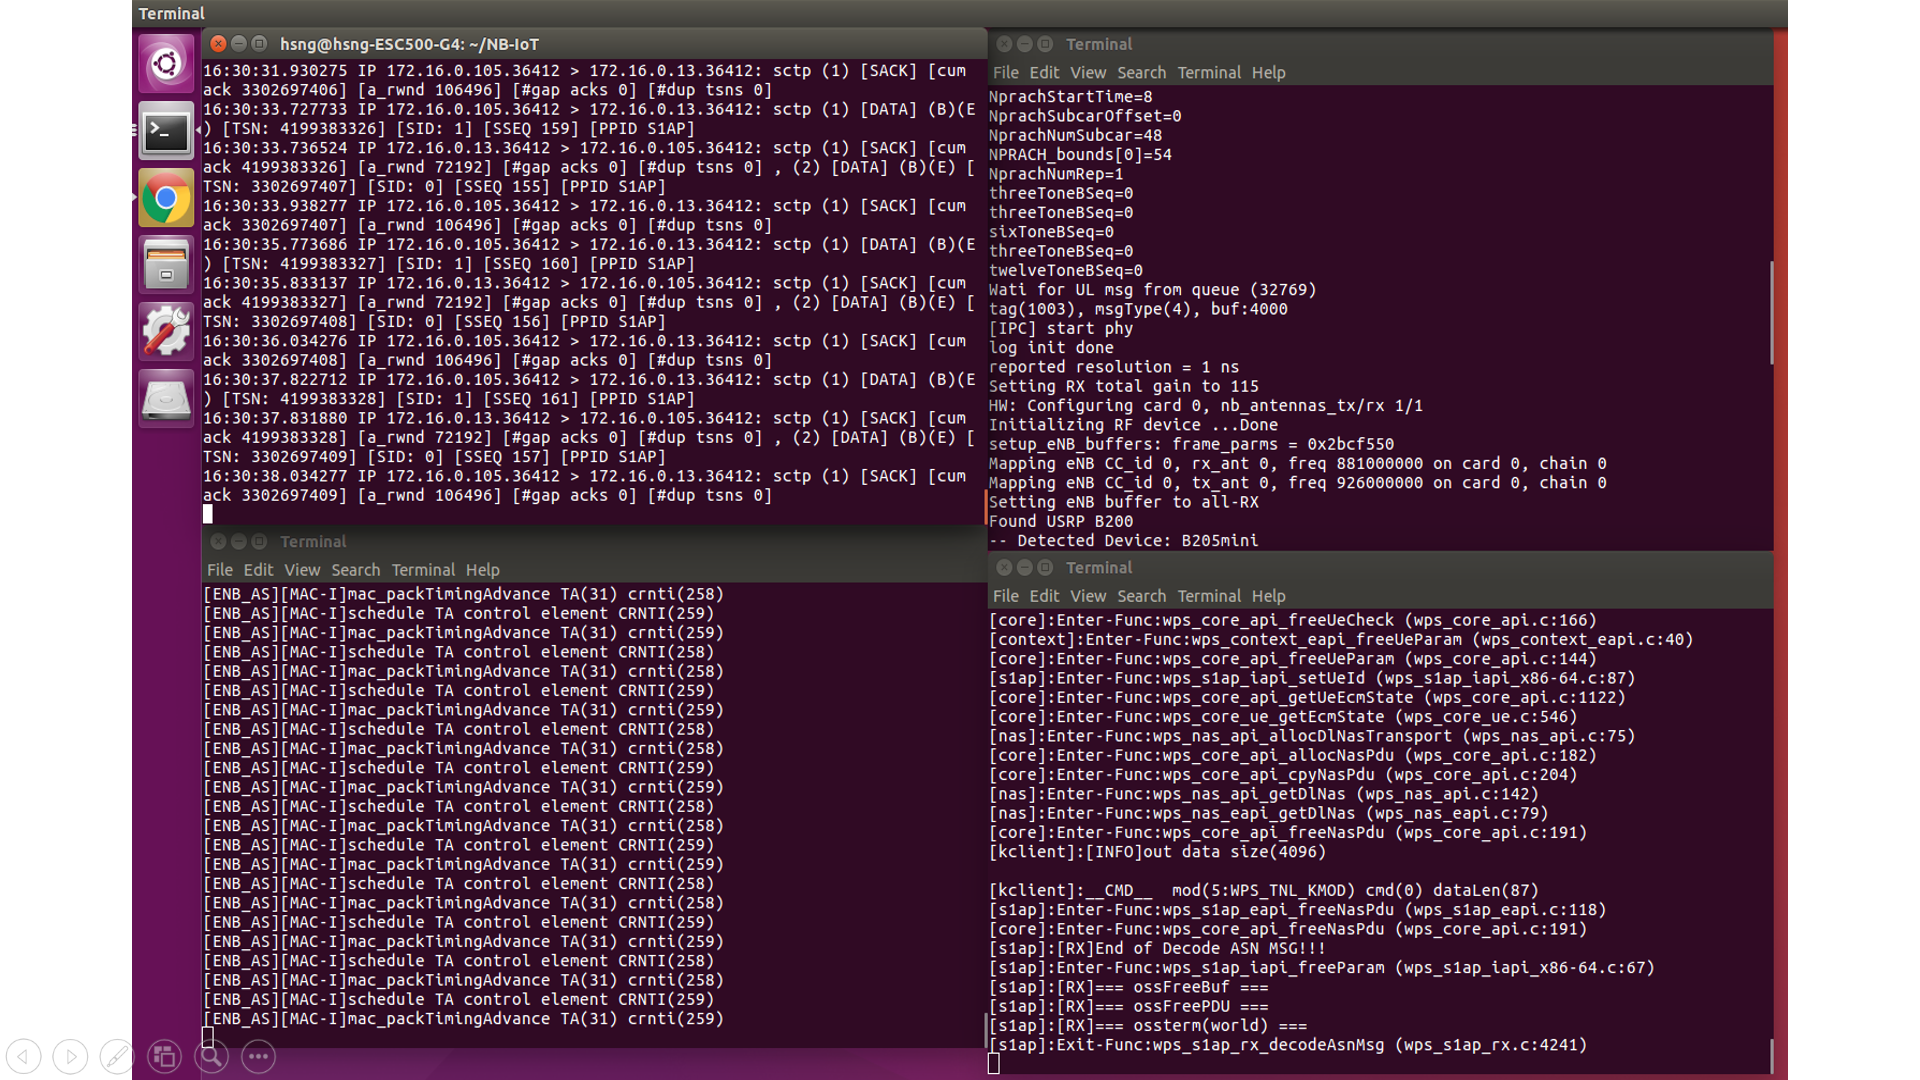 Terminal
hsng@hsng-ESC500-G4: ~/NB-IoT
16:30:31.930275 IP 172.16.0.105.36412 > 172.16.0.13.36412: sctp (1) [SACK] [cum
ack 3302697406] [a_rwnd 106496] [#gap acks 0] [#dup tsns 0]
16:30:33.727733 IP 172.16.0.105.36412 > 172.16.0.13.36412: sctp (1) [DATA] (B)(E
) [TSN: 4199383326] [SID: 1] [SSEQ 159] [PPID S1AP]
16:30:33.736524 IP 172.16.0.13.36412 > 172.16.0.105.36412: sctp (1) [SACK] [cum
ack 4199383326] [a_rwnd 72192] [#gap acks 0] [#dup tsns 0] , (2) [DATA] (B)(E) [
TSN: 3302697407] [SID: 0] [SSEQ 155] [PPID S1AP]
16:30:33.938277 IP 172.16.0.105.36412 > 172.16.0.13.36412: sctp (1) [SACK] [cum
ack 3302697407] [a_rwnd 106496] [#gap acks 0] [#dup tsns 0]
16:30:35.773686 IP 172.16.0.105.36412 > 172.16.0.13.36412: sctp (1) [DATA] (B)(E
) [TSN: 4199383327] [SID: 1] [SSEQ 160] [PPID S1AP]
16:30:35.833137 IP 172.16.0.13.36412 > 172.16.0.105.36412: sctp (1) [SACK] [cum
ack 4199383327] [a_rwnd 72192] [#gap acks 0] [#dup tsns 0] , (2) [DATA] (B)(E) [
TSN: 3302697408] [SID: 0] [SSEQ 156] [PPID S1AP]
16:30:36.034276 IP 172.16.0.105.36412 > 172.16.0.13.36412: sctp (1) [SACK] [cum
ack 3302697408] [a_rwnd 106496] [#gap acks 0] [#dup tsns 0]
16:30:37.822712 IP 172.16.0.105.36412 > 172.16.0.13.36412: sctp (1) [DATA] (B)(E
) [TSN: 4199383328] [SID: 1] [SSEQ 161] [PPID S1AP]
16:30:37.831880 IP 172.16.0.13.36412 > 172.16.0.105.36412: sctp (1) [SACK] [cum
ack 4199383328] [a_rwnd 72192] [#gap acks 0] [#dup tsns 0] , (2) [DATA] (B)(E) [
TSN: 3302697409] [SID: 0] [SSEQ 157] [PPID S1AP]
16:30:38.034277 IP 172.16.0.105.36412 > 172.16.0.13.36412: sctp (1) [SACK] [cum
ack 3302697409] [a_rwnd 106496] [#gap acks 0] [#dup tsns 0]
Terminal
File Edit View Search Terminal Help
NprachStartTime=8
NprachSubcarOffset=0
NprachNumSubcar=48
NPRACH_bounds[0]=54
NprachNumRep=1
threeToneBSeq=0
threeToneBSeq=0
sixToneBSeq=0
threeToneBSeq=0
twelveToneBSeq=0
Wati for UL msg from queue (32769)
tag(1003), msgType(4), buf:4000
[IPC] start phy
log init done
reported resolution = 1 ns
Setting RX total gain to 115
HW: Configuring card 0, nb_antennas_tx/rx 1/1
Initializing RF device ...Done
setup_eNB_buffers: frame_parms = 0x2bcf550
Mapping eNB CC_id 0, rx_ant 0, freq 881000000 on card 0, chain 0
Mapping eNB CC_id 0, tx_ant 0, freq 926000000 on card 0, chain 0
Setting eNB buffer to all-RX
Found USRP B200
-- Detected Device: B205mini
Terminal
File Edit View Search Terminal Help
[ENB_AS][MAC-I]mac_packTimingAdvance TA(31) crnti(258)
[ENB_AS][MAC-I]schedule TA control element CRNTI(259)
[ENB_AS][MAC-I]mac_packTimingAdvance TA(31) crnti(259)
[ENB_AS][MAC-I]schedule TA control element CRNTI(258)
[ENB_AS][MAC-I]mac_packTimingAdvance TA(31) crnti(258)
[ENB_AS][MAC-I]schedule TA control element CRNTI(259)
[ENB_AS][MAC-I]mac_packTimingAdvance TA(31) crnti(259)
[ENB_AS][MAC-I]schedule TA control element CRNTI(258)
[ENB_AS][MAC-I]mac_packTimingAdvance TA(31) crnti(258)
[ENB_AS][MAC-I]schedule TA control element CRNTI(259)
[ENB_AS][MAC-I]mac_packTimingAdvance TA(31) crnti(259)
[ENB_AS][MAC-I]schedule TA control element CRNTI(258)
[ENB_AS][MAC-I]mac_packTimingAdvance TA(31) crnti(258)
[ENB_AS][MAC-I]schedule TA control element CRNTI(259)
[ENB_AS][MAC-I]mac_packTimingAdvance TA(31) crnti(259)
[ENB_AS][MAC-I]schedule TA control element CRNTI(258)
[ENB_AS][MAC-I]mac_packTimingAdvance TA(31) crnti(258)
[ENB_AS][MAC-I]schedule TA control element CRNTI(259)
[ENB_AS][MAC-I]mac_packTimingAdvance TA(31) crnti(259)
[ENB_AS][MAC-I]schedule TA control element CRNTI(258)
[ENB_AS][MAC-I]mac_packTimingAdvance TA(31) crnti(258)
[ENB_AS][MAC-I]schedule TA control element CRNTI(259)
[ENB_AS][MAC-I]mac_packTimingAdvance TA(31) crnti(259)
Terminal
File Edit View Search Terminal Help
[core]:Enter-Func:wps_core_api_freeUeCheck (wps_core_api.c:166)
[context]:Enter-Func:wps_context_eapi_freeUeParam (wps_context_eapi.c:40)
[core]:Enter-Func:wps_core_api_freeUeParam (wps_core_api.c:144)
[s1ap]:Enter-Func:wps_s1ap_iapi_setUeId (wps_s1ap_iapi_x86-64.c:87)
[core]:Enter-Func:wps_core_api_getUeEcmState (wps_core_api.c:1122)
[core]:Enter-Func:wps_core_ue_getEcmState (wps_core_ue.c:546)
[nas]:Enter-Func:wps_nas_api_allocDlNasTransport (wps_nas_api.c:75)
[core]:Enter-Func:wps_core_api_allocNasPdu (wps_core_api.c:182)
[core]:Enter-Func:wps_core_api_cpyNasPdu (wps_core_api.c:204)
[nas]:Enter-Func:wps_nas_api_getDlNas (wps_nas_api.c:142)
[nas]:Enter-Func:wps_nas_eapi_getDlNas (wps_nas_eapi.c:79)
[core]:Enter-Func:wps_core_api_freeNasPdu (wps_core_api.c:191)
[kclient]:[INFO]out data size(4096)
[kclient]:__CMD__  mod(5:WPS_TNL_KMOD) cmd(0) dataLen(87)
[s1ap]:Enter-Func:wps_s1ap_eapi_freeNasPdu (wps_s1ap_eapi.c:118)
[core]:Enter-Func:wps_core_api_freeNasPdu (wps_core_api.c:191)
[s1ap]:[RX]End of Decode ASN MSG!!!
[s1ap]:Enter-Func:wps_s1ap_iapi_freeParam (wps_s1ap_iapi_x86-64.c:67)
[s1ap]:[RX]=== ossFreeBuf ===
[s1ap]:[RX]=== ossFreePDU ===
[s1ap]:[RX]=== ossterm(world) ===
[s1ap]:Exit-Func:wps_s1ap_rx_decodeAsnMsg (wps_s1ap_rx.c:4241)